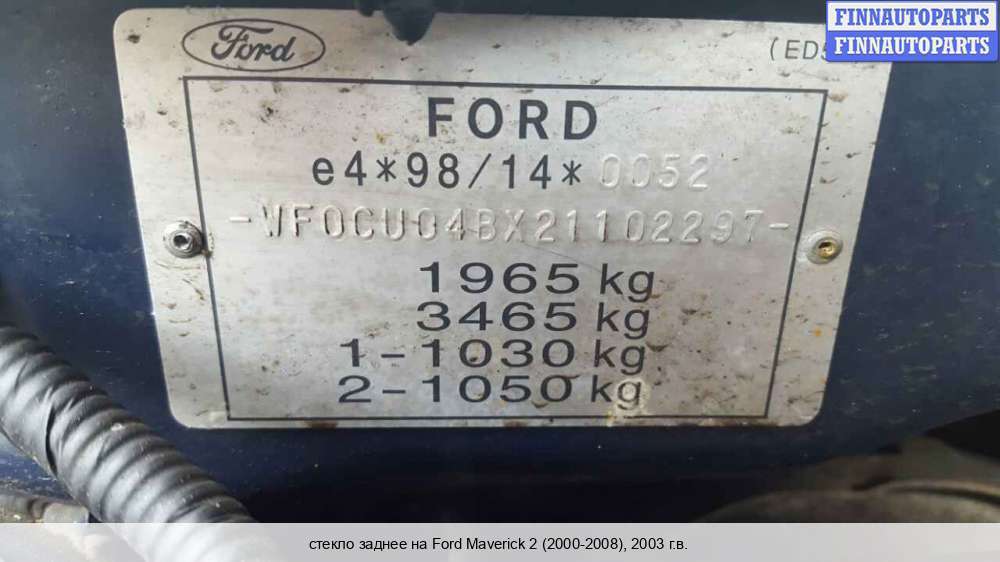 FINNAUTOPARTS
FINNAUTOPARTS
Ford
FORD
e4*98/14*0052
-WF0CU04BX21102297-
1965 kg
3465 kg
1-1030 kg
2-1050 kg
стекло заднее на Ford Maverick 2 (2000-2008), 2003 г.в.